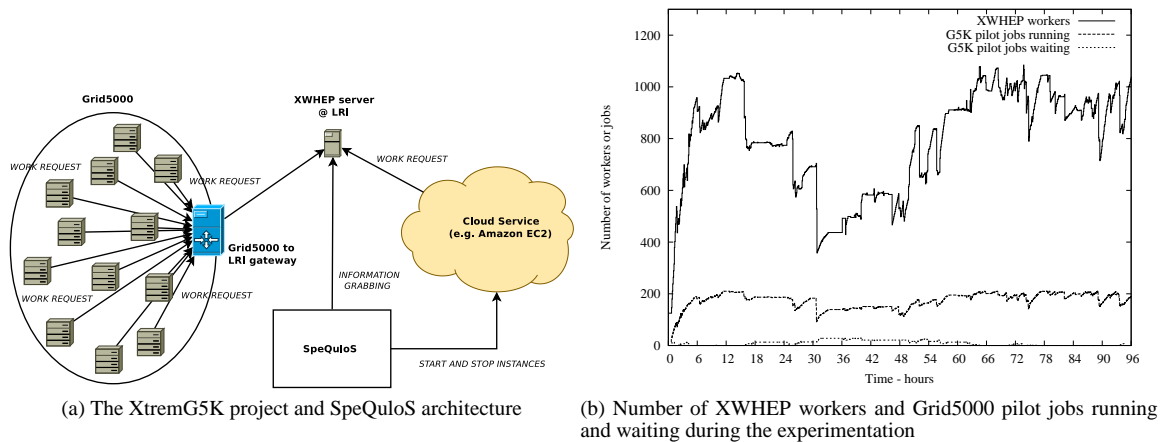 Grid5000
XWHEP server
@ LRI
WORK REQUEST
WORK REQUEST
WORK REQUEST
Cloud Service
(e.g. Amazon EC2)
Grid5000 to
LRI gateway
INFORMATION
GRABBING
WORK REQUEST
WORK REQUEST
SpeQuloS
START AND STOP INSTANCES
(a) The XtremG5K project and SpeQuloS architecture
1200
1000
800
600
400
200
0
Number of workers or jobs
XWHEP workers
G5K pilot jobs running
G5K pilot jobs waiting
0 6 12 18 24 30 36 42 48 54 60 66 72 78 84 90 96
Time - hours
(b) Number of XWHEP workers and Grid5000 pilot jobs running
and waiting during the experimentation